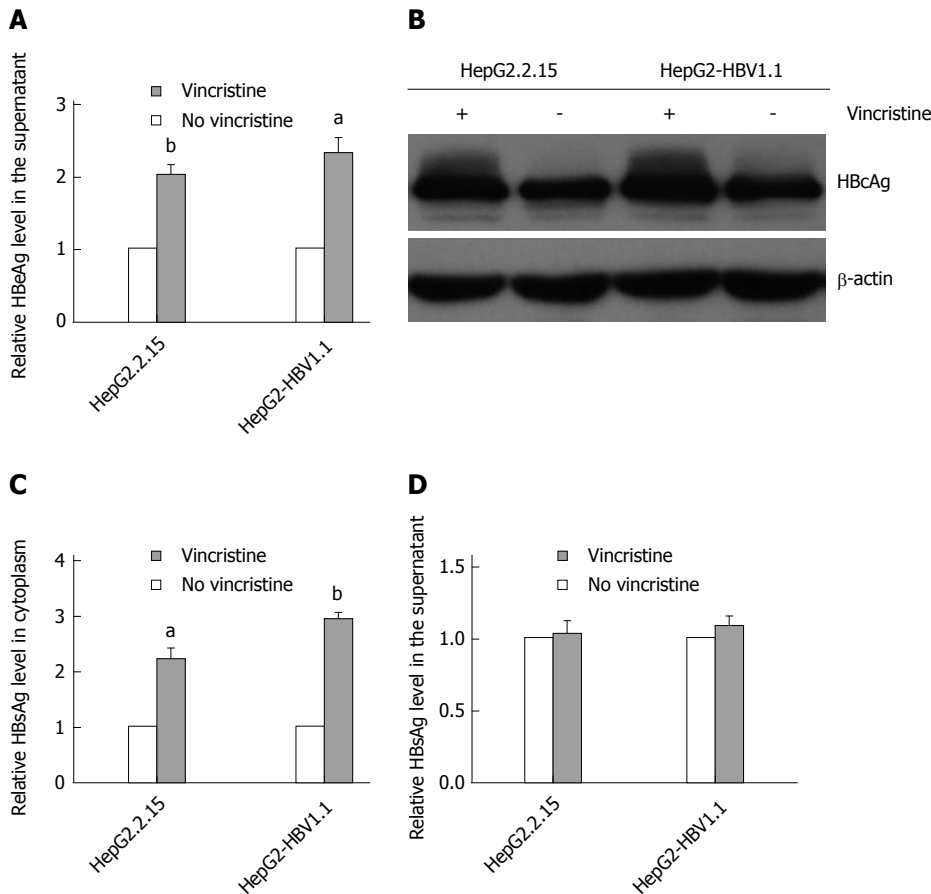 A
Relative HBeAg level in the supernatant
Vincristine
No vincristine
3
2
1
0
b
a
HepG2.2.15
HepG2-HBV1.1
B
HepG2.2.15 HepG2-HBV1.1
+ - + - Vincristine
HBcAg
β-actin
C
Relative HBsAg level in cytoplasm
Vincristine
No vincristine
4
3
2
1
0
a
b
HepG2.2.15
HepG2-HBV1.1
D
Relative HBsAg level in the supernatant
Vincristine
No vincristine
1.5
1.0
0.5
0.0
HepG2.2.15
HepG2-HBV1.1